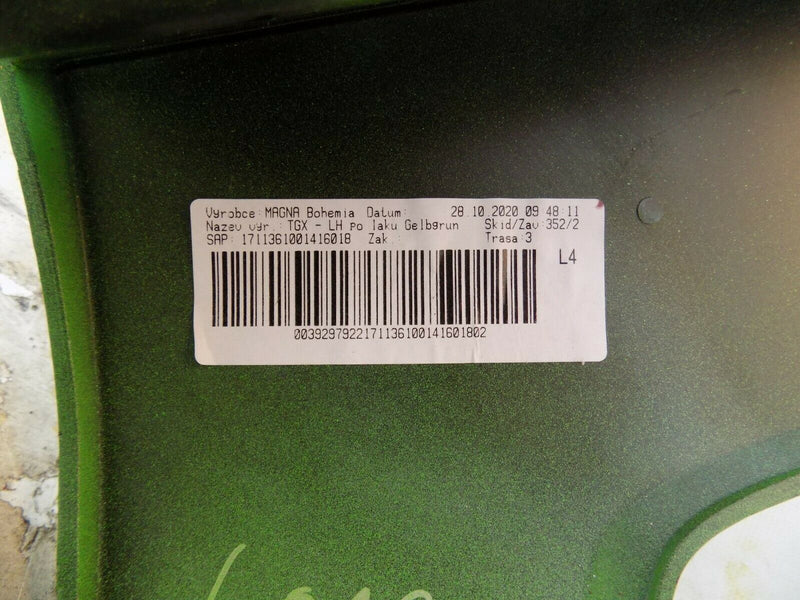 Vyrobce: MAGNA Bohemia Datum: 28.10.2020 09:48:11
Nazev vyr.: TGX - LH po laku Gelbgrun Skid/Zav:352/2
SAP: 1711361001416018 Zak.: Trasa:3
L4
0039297922171136100141601802